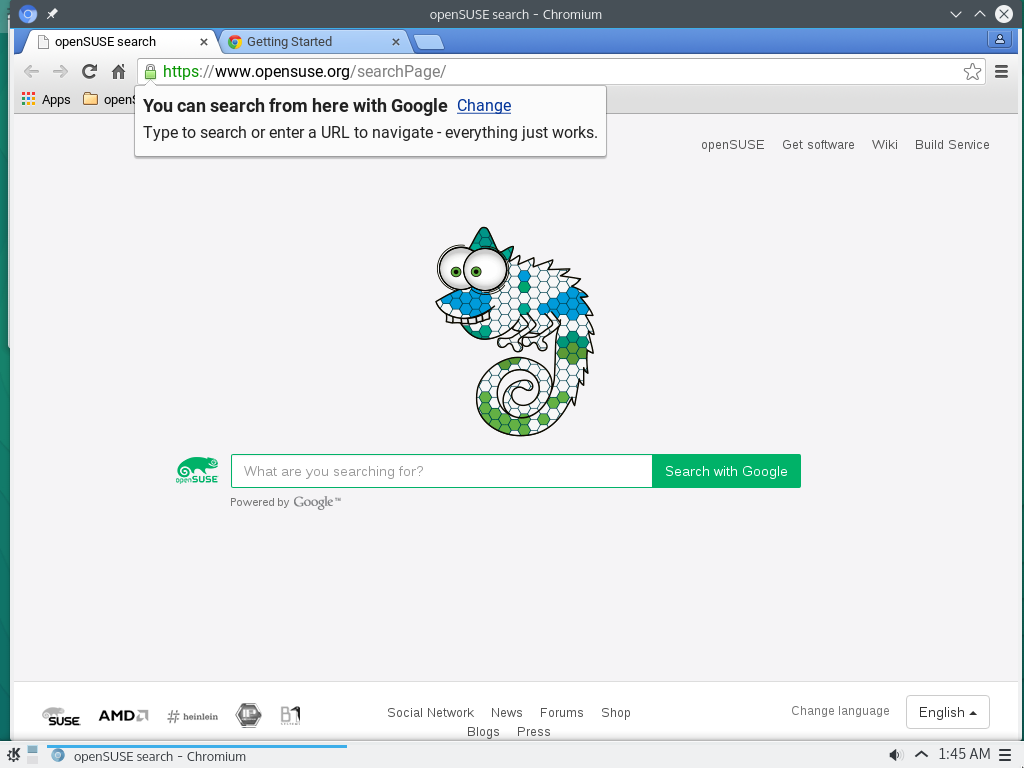 openSUSE search - Chromium
openSUSE search
Getting Started
https://www.opensuse.org/searchPage/
Apps
openS
You can search from here with Google Change
Type to search or enter a URL to navigate - everything just works.
openSUSE Get software Wiki Build Service
openSUSE
What are you searching for?
Search with Google
Powered by Google™
SUSE
AMD
# heinlein
B1
Social Network News Forums Shop
Blogs Press
Change language
English
openSUSE search - Chromium
1:45 AM